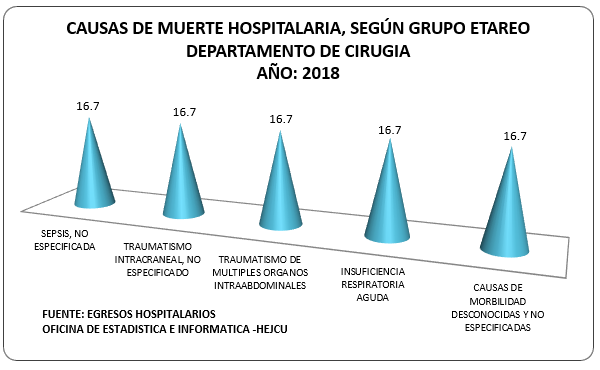 CAUSAS DE MUERTE HOSPITALARIA, SEGÚN GRUPO ETAREO
DEPARTAMENTO DE CIRUGIA
AÑO: 2018
16.7
16.7
16.7
16.7
16.7
SEPSIS, NO
ESPECIFICADA
TRAUMATISMO
INTRACRANEAL, NO
ESPECIFICADO
TRAUMATISMO DE
MULTIPLES ORGANOS
INTRAABDOMINALES
INSUFICIENCIA
RESPIRATORIA
AGUDA
CAUSAS DE
MORBILIDAD
DESCONOCIDAS Y NO
ESPECIFICADAS
FUENTE: EGRESOS HOSPITALARIOS
OFICINA DE ESTADISTICA E INFORMATICA -HEJCU